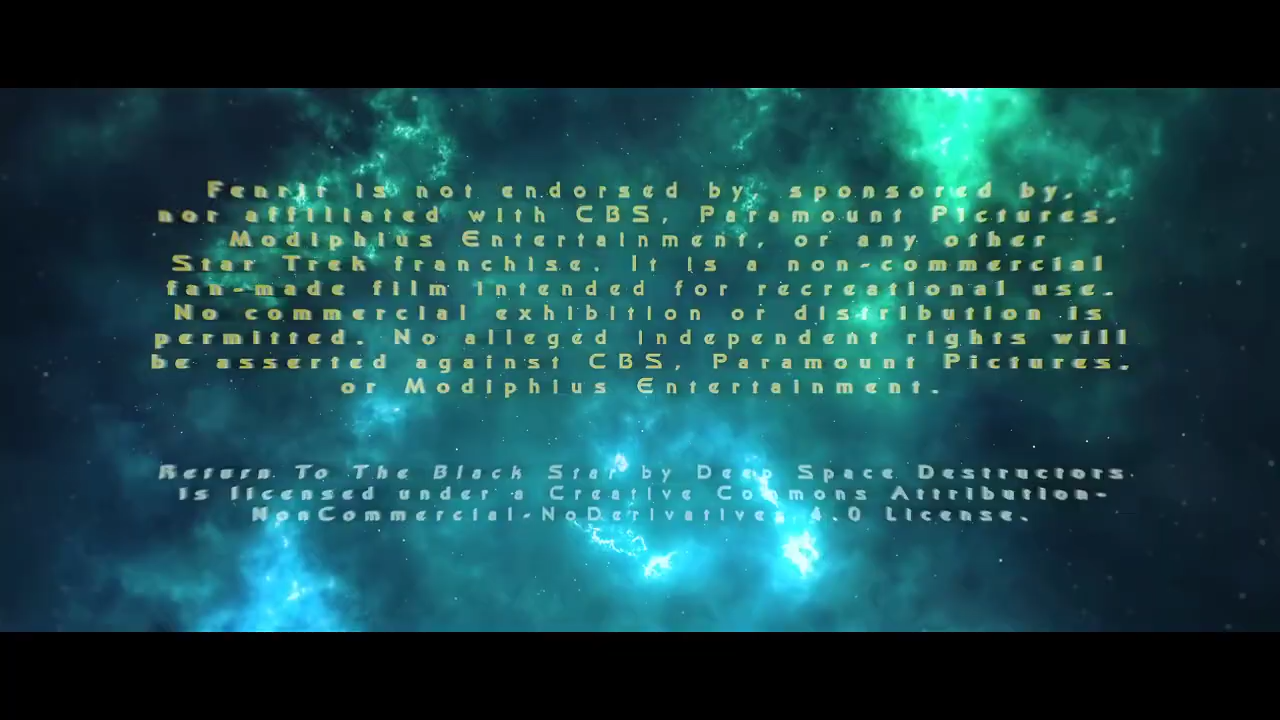 Fenrir is not endorsed by, sponsored by,
nor affiliated with CBS, Paramount Pictures,
Modiphius Entertainment, or any other
Star Trek franchise. It is a non-commercial
fan-made film intended for recreational use.
No commercial exhibition or distribution is
permitted. No alleged independent rights will
be asserted against CBS, Paramount Pictures,
or Modiphius Entertainment.
Return To The Black Star by Deep Space Destructors
is licensed under a Creative Commons Attribution-
NonCommercial-NoDerivatives 4.0 License.